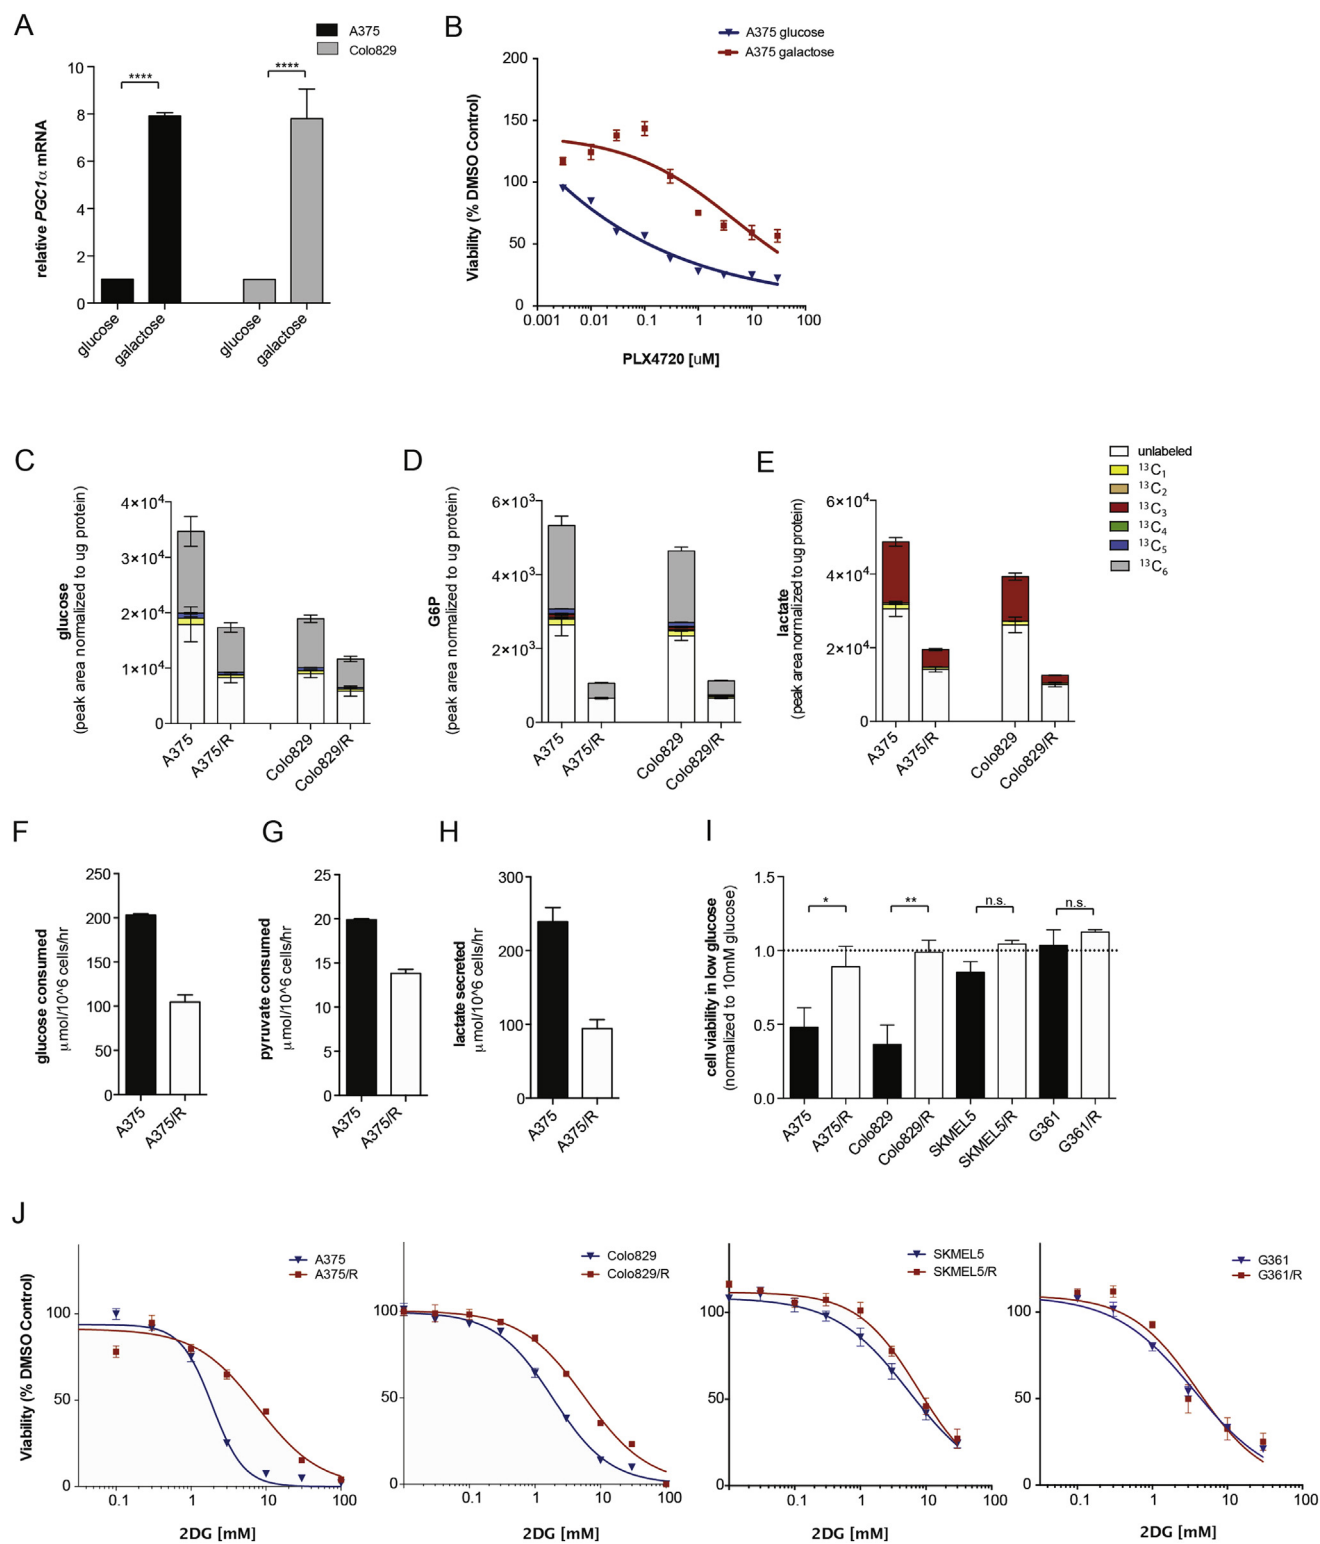 A
A375
Colo829
relative PGC1α mRNA
10
8
6
4
2
0
****
****
glucose
galactose
glucose
galactose
B
A375 glucose
A375 galactose
Viability (% DMSO Control)
200
150
100
50
0
0.001
0.01
0.1
1
10
100
PLX4720 [uM]
C
glucose
(peak area normalized to ug protein)
4×10⁴
3×10⁴
2×10⁴
1×10⁴
0
A375
A375/R
Colo829
Colo829/R
D
G6P
(peak area normalized to ug protein)
6×10³
4×10³
2×10³
0
A375
A375/R
Colo829
Colo829/R
E
lactate
(peak area normalized to ug protein)
6×10⁴
4×10⁴
2×10⁴
0
A375
A375/R
Colo829
Colo829/R
unlabeled
¹³C₁
¹³C₂
¹³C₃
¹³C₄
¹³C₅
¹³C₆
F
glucose consumed
μmol/10^6 cells/hr
250
200
150
100
50
0
A375
A375/R
G
pyruvate consumed
μmol/10^6 cells/hr
25
20
15
10
5
0
A375
A375/R
H
lactate secreted
μmol/10^6 cells/hr
300
200
100
0
A375
A375/R
I
cell viability in low glucose
(normalized to 10mM glucose)
1.5
1.0
0.5
0.0
*
**
n.s.
n.s.
A375
A375/R
Colo829
Colo829/R
SKMEL5
SKMEL5/R
G361
G361/R
J
Viability (% DMSO Control)
A375
A375/R
100
50
0
0.1
1
10
100
2DG [mM]
Colo829
Colo829/R
100
50
0
0.1
1
10
100
2DG [mM]
SKMEL5
SKMEL5/R
100
50
0
0.1
1
10
100
2DG [mM]
G361
G361/R
100
50
0
0.1
1
10
100
2DG [mM]